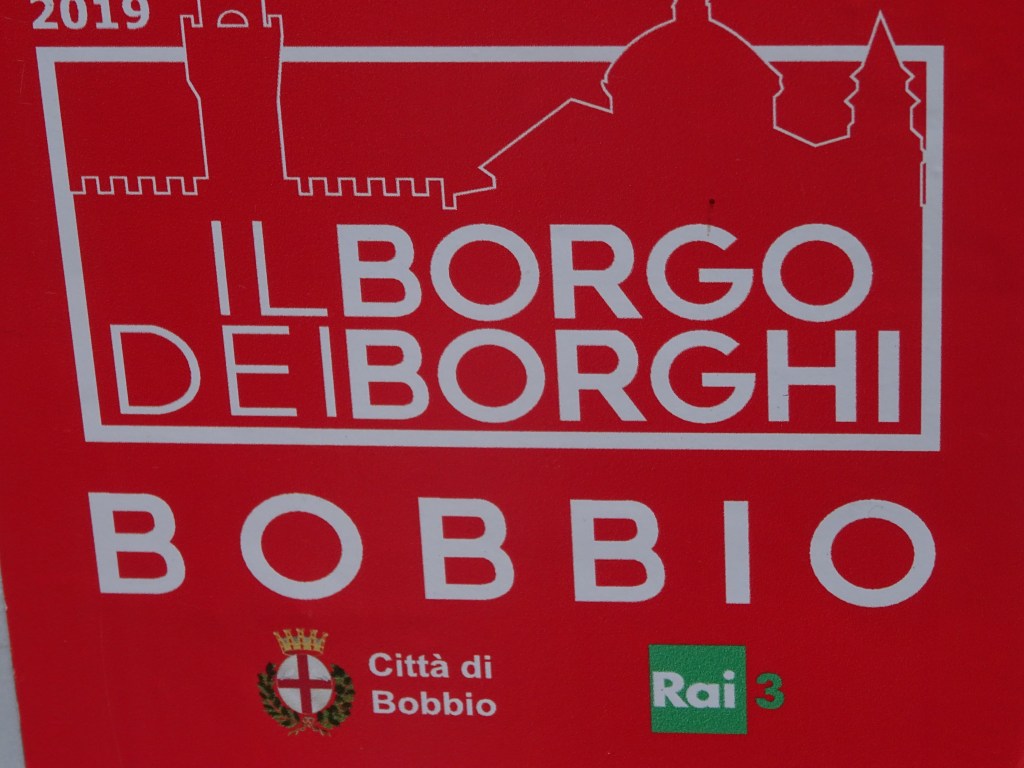 2019
IL BORGO
DEI BORGHI
BOBBIO
Città di
Bobbio
Rai 3